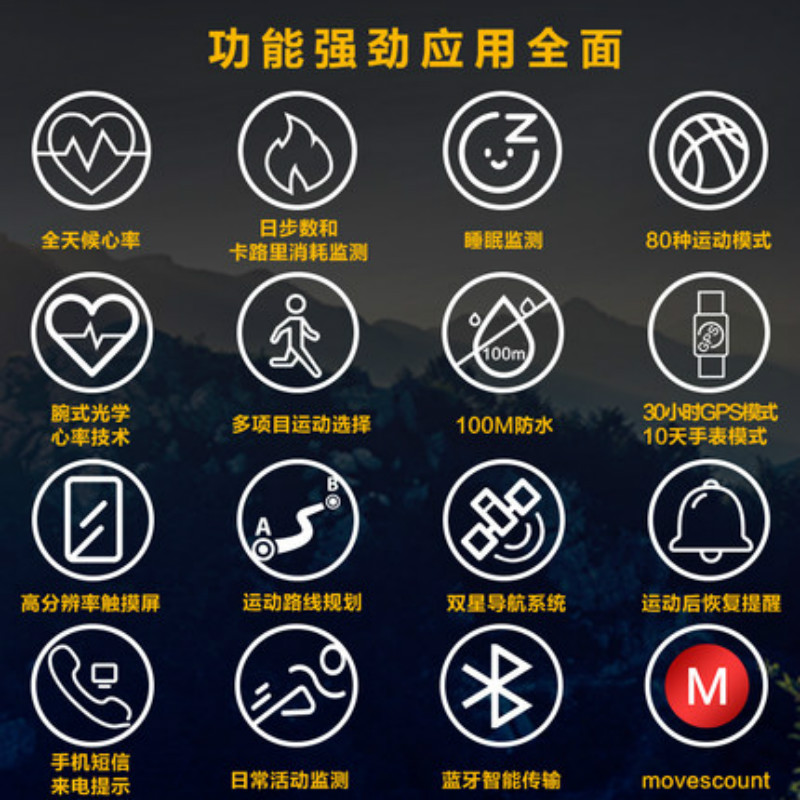 功能强劲应用全面
Z
全天候心率
日步数和
卡路里消耗监测
睡眠监测
80种运动模式
100m
GPS
腕式光学
心率技术
多项目运动选择
100M防水
30小时GPS模式
10天手表模式
A
B
高分辨率触摸屏
运动路线规划
双星导航系统
运动后恢复提醒
M
手机短信
来电提示
日常活动监测
蓝牙智能传输
movescount